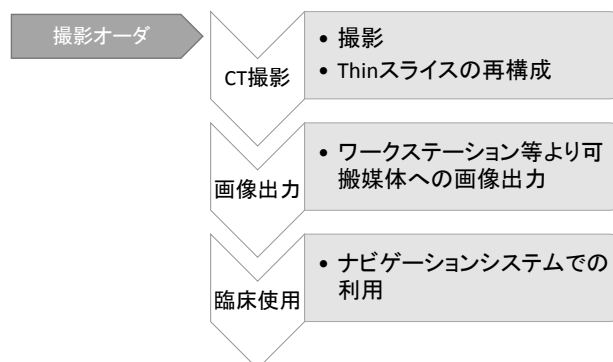 撮影オーダ
CT撮影
• 撮影
• Thinスライスの再構成
画像出力
• ワークステーション等より可
搬媒体への画像出力
臨床使用
• ナビゲーションシステムでの
利用